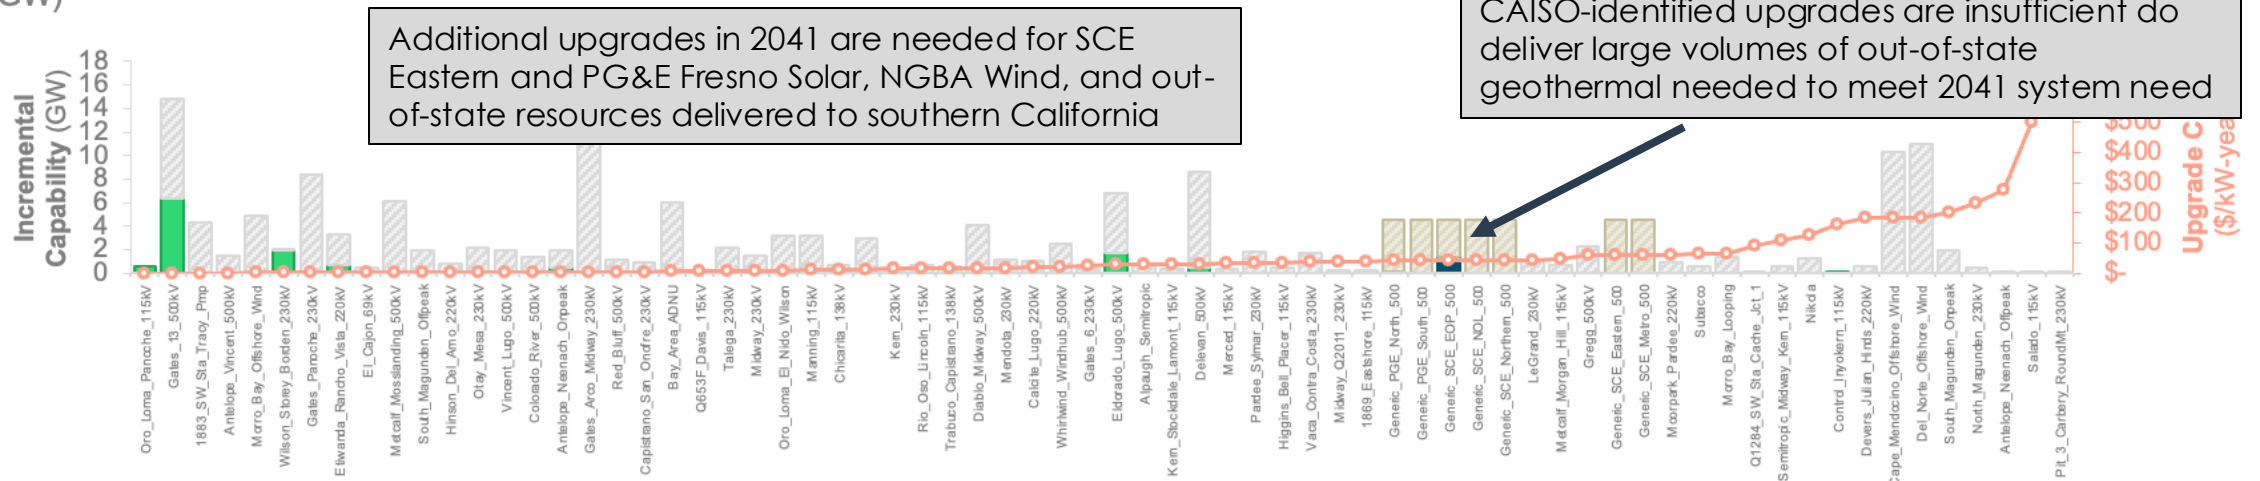 GW)
Additional upgrades in 2041 are needed for SCE
Eastern and PG&E Fresno Solar, NGBA Wind, and out-
of-state resources delivered to southern California
CAISO-identified upgrades are insufficient do
deliver large volumes of out-of-state
geothermal needed to meet 2041 system need
Incremental
Capability (GW)
18
16
14
12
10
8
6
4
2
0
$500
$400
$300
$200
$100
$-
Upgrade C
($/kW-yea
Oro_Loma_Panoche_115kV
Gates_13_500kV
1883_SW_Sta_Tracy_Pmp
Antelope_Vincent_500kV
Morro_Bay_Offshore_Wind
Wilson_Storey_Borden_230kV
Gates_Panoche_230kV
Etiwanda_Rancho_Vista_220kV
El_Cajon_69kV
Metcalf_Mosslanding_500kV
South_Magunden_Offpeak
Hinson_Del_Amo_220kV
Otay_Mesa_230kV
Vincent_Lugo_500kV
Colorado_River_500kV
Antelope_Neenach_Onpeak
Gates_Arco_Midway_230kV
Red_Bluff_500kV
Capistrano_San_Onofre_230kV
Bay_Area_ADNU
Q653F_Davis_115kV
Talega_230kV
Midway_230kV
Oro_Loma_El_Nido_Wilson
Manning_115kV
Chicarita_138kV
Kern_230kV
Rio_Oso_Lincoln_115kV
Trabuco_Capistrano_138kV
Diablo_Midway_500kV
Mendota_230kV
Calcite_Lugo_220kV
Whirlwind_Windhub_500kV
Gates_6_230kV
Eldorado_Lugo_500kV
Alpaugh_Semitropic
Kern_Stockdale_Lamont_115kV
Delevan_500kV
Merced_115kV
Pardee_Sylmar_230kV
Higgins_Bell_Placer_115kV
Vaca_Contra_Costa_230kV
Midway_Q2011_230kV
1869_Eastshore_115kV
Generic_PGE_North_500
Generic_PGE_South_500
Generic_SCE_EOP_500
Generic_SCE_NOL_500
Generic_SCE_Northern_500
LeGrand_230kV
Metcalf_Morgan_Hill_115kV
Gregg_500kV
Generic_SCE_Eastern_500
Generic_SCE_Metro_500
Moorpark_Pardee_220kV
Subacco
Morro_Bay_Looping
Q1284_SW_Sta_Cache_Jct_1
Semitropic_Midway_Kern_115kV
Nikola
Control_Inyokern_115kV
Devers_Julian_Hinds_220kV
Cape_Mendocino_Offshore_Wind
Del_Norte_Offshore_Wind
South_Magunden_Onpeak
North_Magunden_230kV
Antelope_Neenach_Offpeak
Salado_115kV
Pit_3_Carbery_RoundMt_230kV